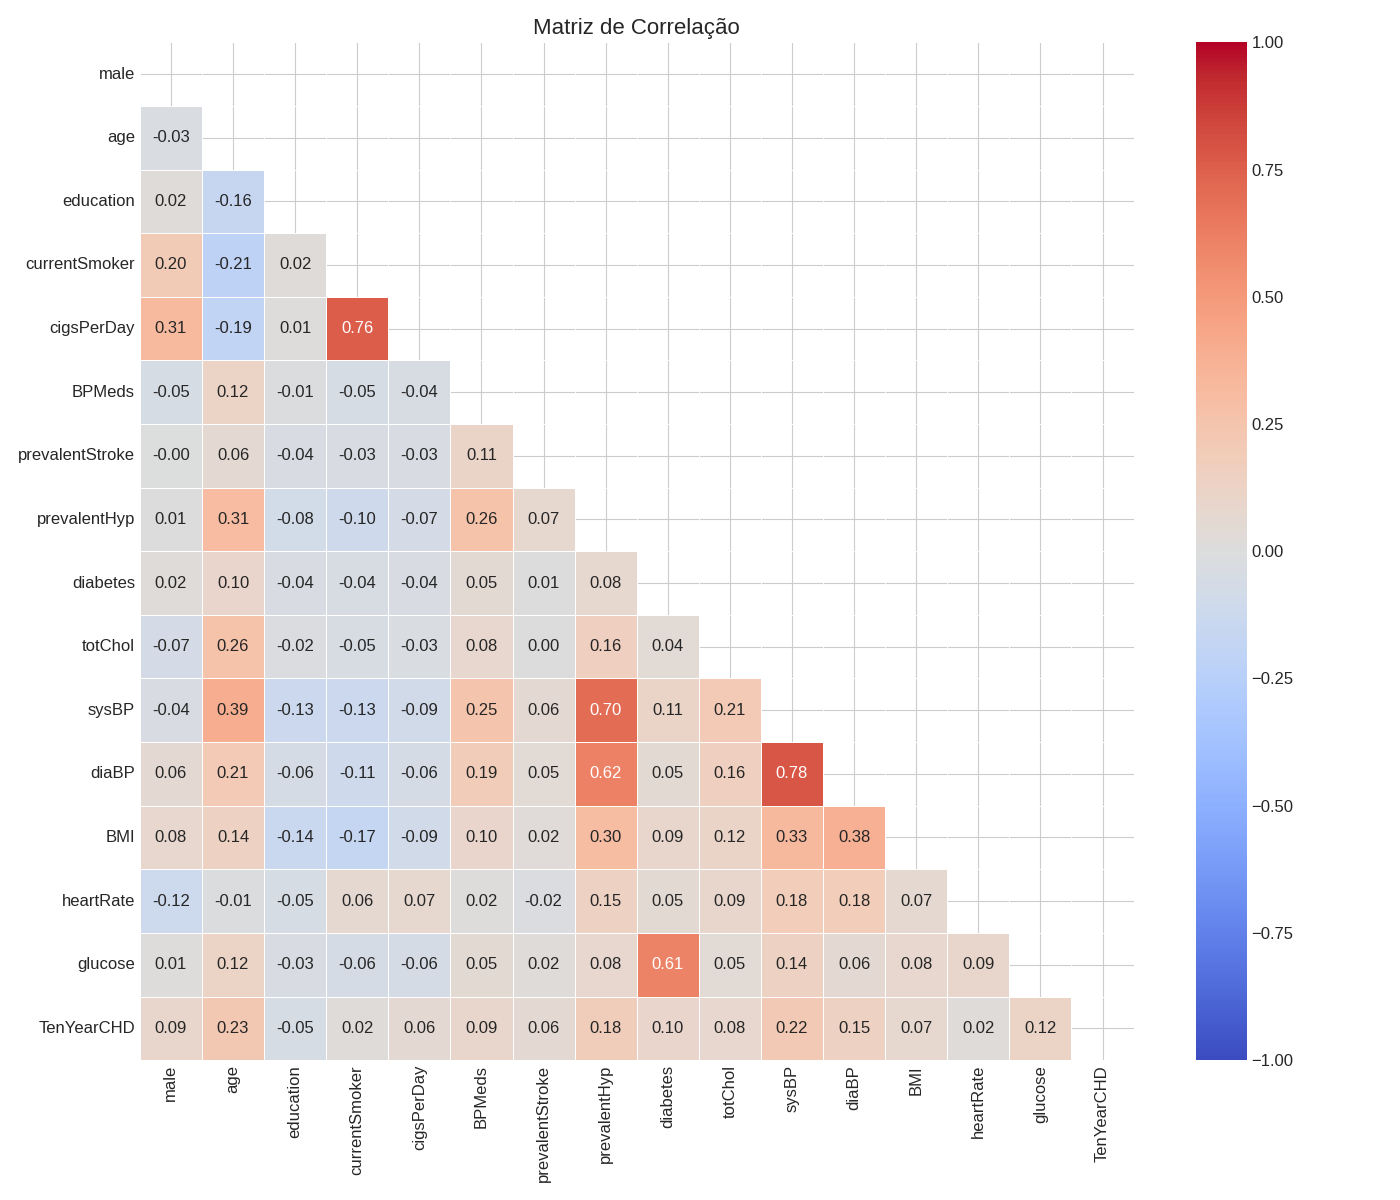 Matriz de Correlação
male
age -0.03
education 0.02 -0.16
currentSmoker 0.20 -0.21 0.02
cigsPerDay 0.31 -0.19 0.01 0.76
BPMeds -0.05 0.12 -0.01 -0.05 -0.04
prevalentStroke -0.00 0.06 -0.04 -0.03 -0.03 0.11
prevalentHyp 0.01 0.31 -0.08 -0.10 -0.07 0.26 0.07
diabetes 0.02 0.10 -0.04 -0.04 -0.04 0.05 0.01 0.08
totChol -0.07 0.26 -0.02 -0.05 -0.03 0.08 0.00 0.16 0.04
sysBP -0.04 0.39 -0.13 -0.13 -0.09 0.25 0.06 0.70 0.11 0.21
diaBP 0.06 0.21 -0.06 -0.11 -0.06 0.19 0.05 0.62 0.05 0.16 0.78
BMI 0.08 0.14 -0.14 -0.17 -0.09 0.10 0.02 0.30 0.09 0.12 0.33 0.38
heartRate -0.12 -0.01 -0.05 0.06 0.07 0.02 -0.02 0.15 0.05 0.09 0.18 0.18 0.07
glucose 0.01 0.12 -0.03 -0.06 -0.06 0.05 0.02 0.08 0.61 0.05 0.14 0.06 0.08 0.09
TenYearCHD 0.09 0.23 -0.05 0.02 0.06 0.09 0.06 0.18 0.10 0.08 0.22 0.15 0.07 0.02 0.12
male
age
education
currentSmoker
cigsPerDay
BPMeds
prevalentStroke
prevalentHyp
diabetes
totChol
sysBP
diaBP
BMI
heartRate
glucose
TenYearCHD
1.00
0.75
0.50
0.25
0.00
−0.25
−0.50
−0.75
−1.00